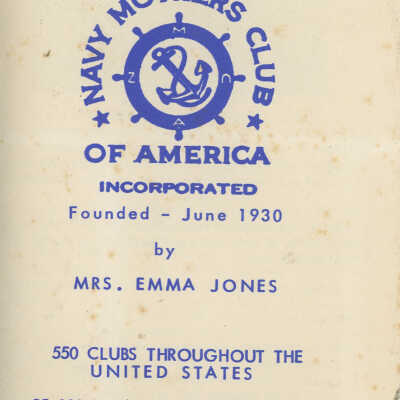 NAVY MOTHERS CLUB
N M C A
OF AMERICA
INCORPORATED
Founded - June 1930
by
MRS. EMMA JONES
550 CLUBS THROUGHOUT THE
UNITED STATES